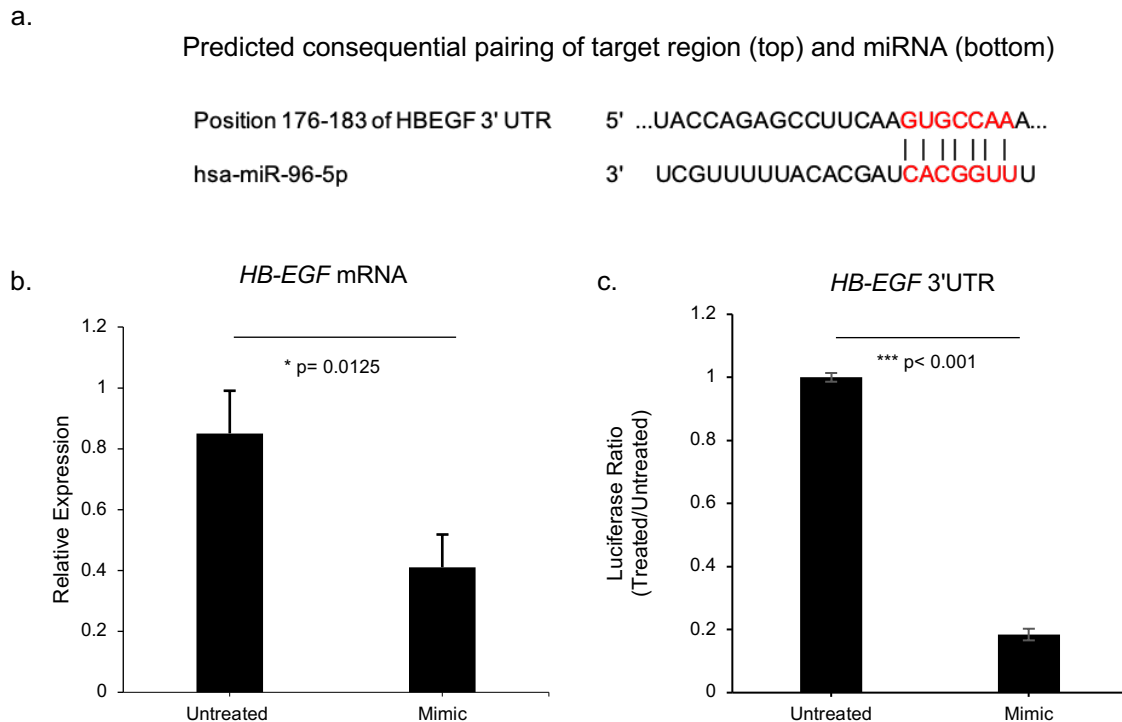 a.
Predicted consequential pairing of target region (top) and miRNA (bottom)
Position 176-183 of HBEGF 3' UTR 5' ...UACCAGAGCCUUCAAGUGCCAAA...
hsa-miR-96-5p 3' UCGUUUUUACACGAUCACGGUUU
b.
HB-EGF mRNA
1.2
1
0.8
0.6
0.4
0.2
0
Relative Expression
* p= 0.0125
Untreated Mimic
c.
HB-EGF 3'UTR
1.2
1
0.8
0.6
0.4
0.2
0
Luciferase Ratio
(Treated/Untreated)
*** p< 0.001
Untreated Mimic